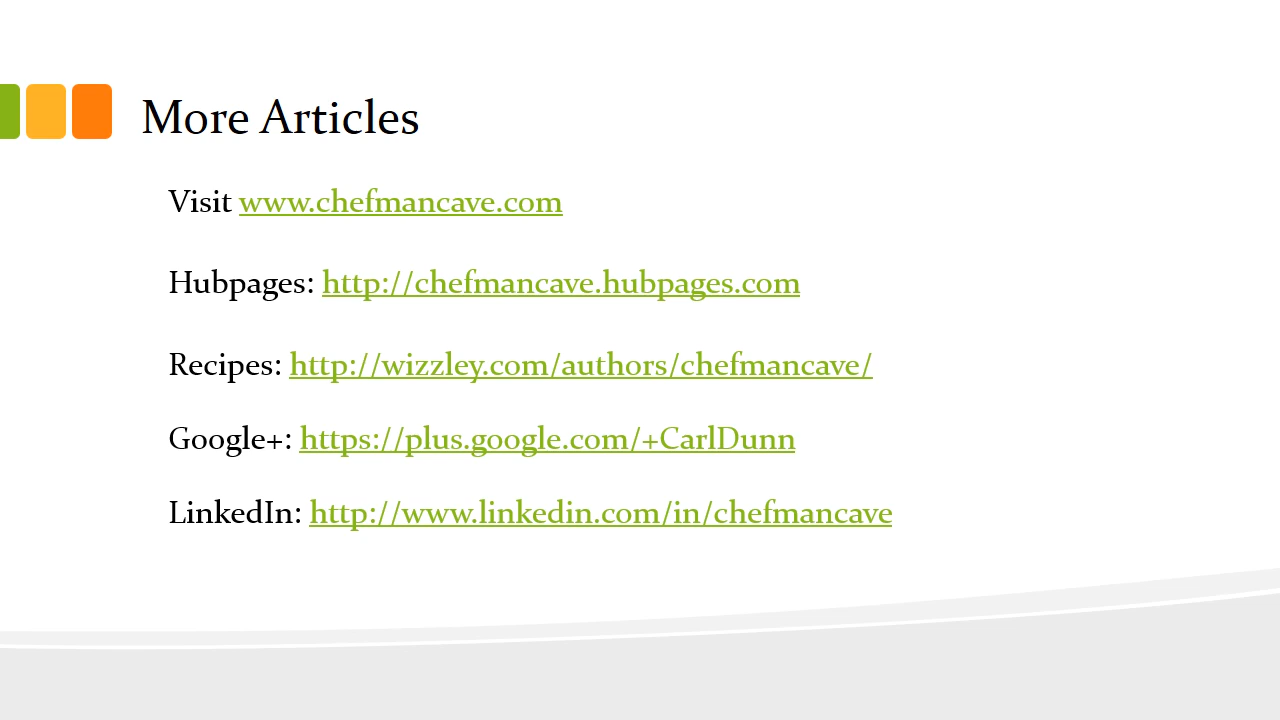 More Articles
Visit www.chefmancave.com
Hubpages: http://chefmancave.hubpages.com
Recipes: http://wizzley.com/authors/chefmancave/
Google+: https://plus.google.com/+CarlDunn
LinkedIn: http://www.linkedin.com/in/chefmancave